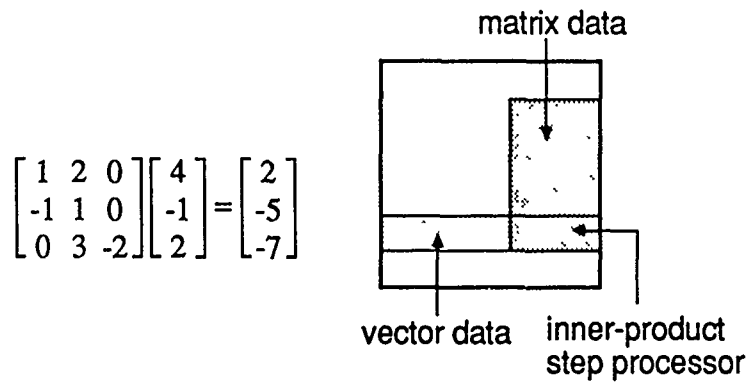 matrix data
1 2 0 4 2
-1 1 0 -1 = -5
0 3 -2 2 -7
vector data
inner-product
step processor